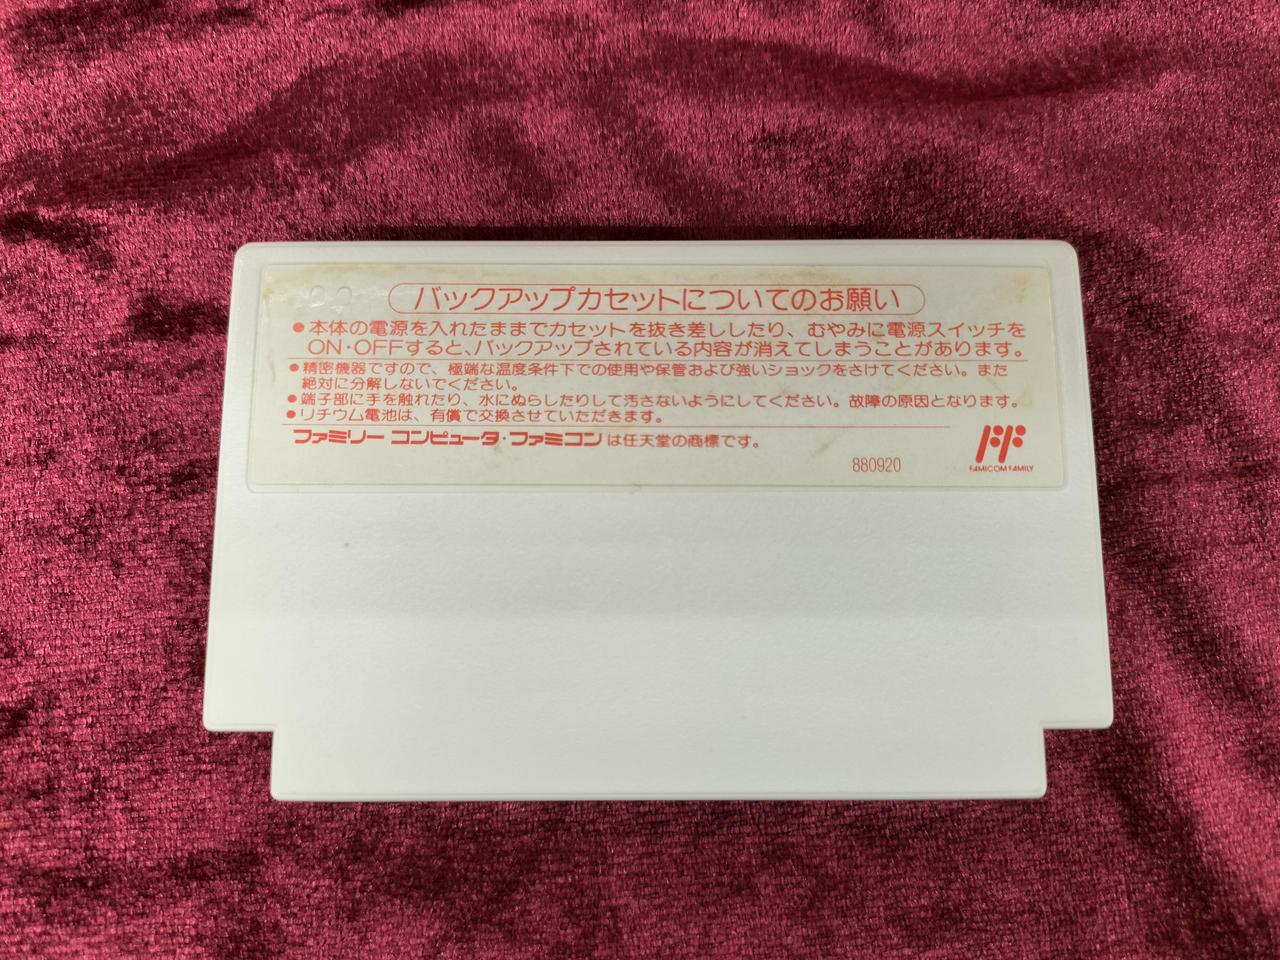 バックアップカセットについてのお願い
●本体の電源を入れたままでカセットを抜き差ししたり、むやみに電源スイッチを
ON・OFFすると、バックアップされている内容が消えてしまうことがあります。
●精密機器ですので、極端な温度条件下での使用や保管および強いショックをさけてください。また
絶対に分解しないでください。
●端子部に手を触れたり、水にぬらしたりして汚さないようにしてください。故障の原因となります。
●リチウム電池は、有償で交換させていただきます。
ファミリー コンピュータ・ファミコン は任天堂の商標です。
880920
FAMICOM FAMILY